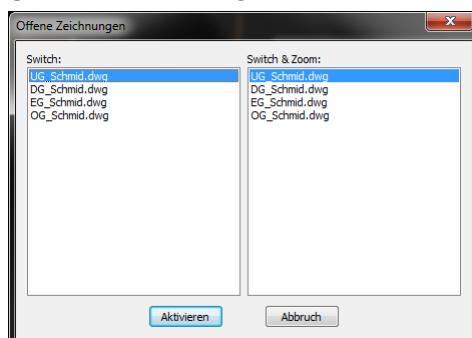 Offene Zeichnungen
Switch:
UG_Schmid.dwg
DG_Schmid.dwg
EG_Schmid.dwg
OG_Schmid.dwg
Switch & Zoom:
UG_Schmid.dwg
DG_Schmid.dwg
EG_Schmid.dwg
OG_Schmid.dwg
Aktivieren
Abbruch